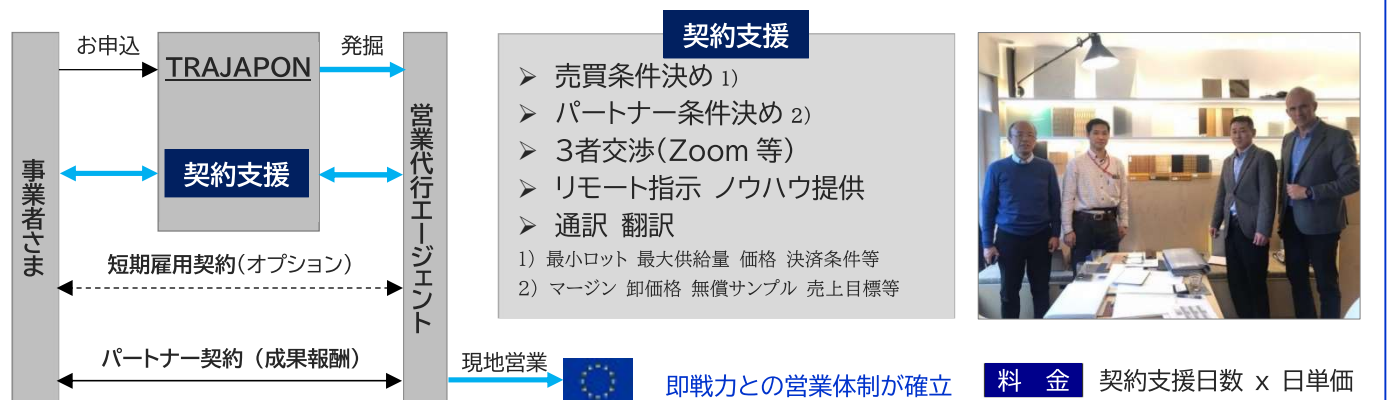 お申込
TRAJAPON
発掘
契約支援
事業者さま
営業代行エージェント
短期雇用契約(オプション)
パートナー契約(成果報酬)
現地営業
契約支援
➢ 売買条件決め 1)
➢ パートナー条件決め 2)
➢ 3者交渉(Zoom 等)
➢ リモート指示 ノウハウ提供
➢ 通訳 翻訳
1) 最小ロット 最大供給量 価格 決済条件等
2) マージン 卸価格 無償サンプル 売上目標等
即戦力との営業体制が確立
料 金 契約支援日数 x 日単価